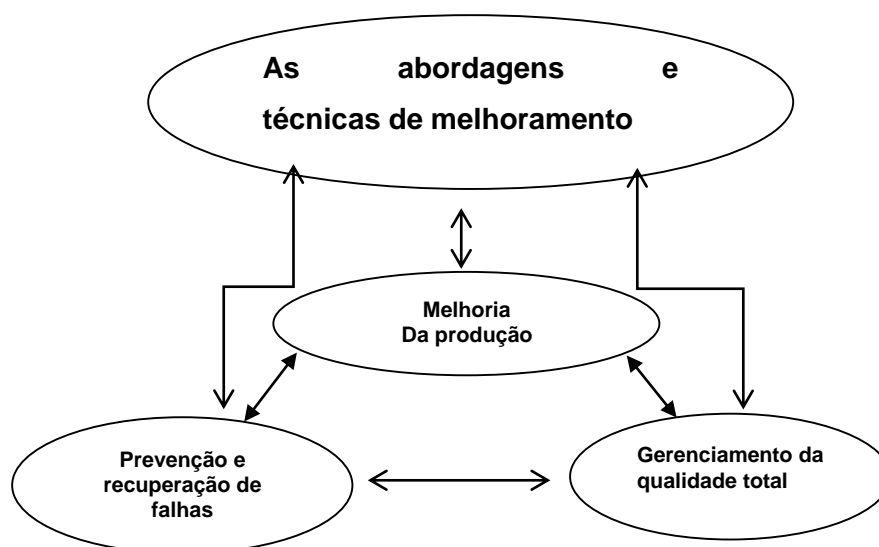 As abordagens e
técnicas de melhoramento
Melhoria
Da produção
Prevenção e
recuperação de
falhas
Gerenciamento da
qualidade total